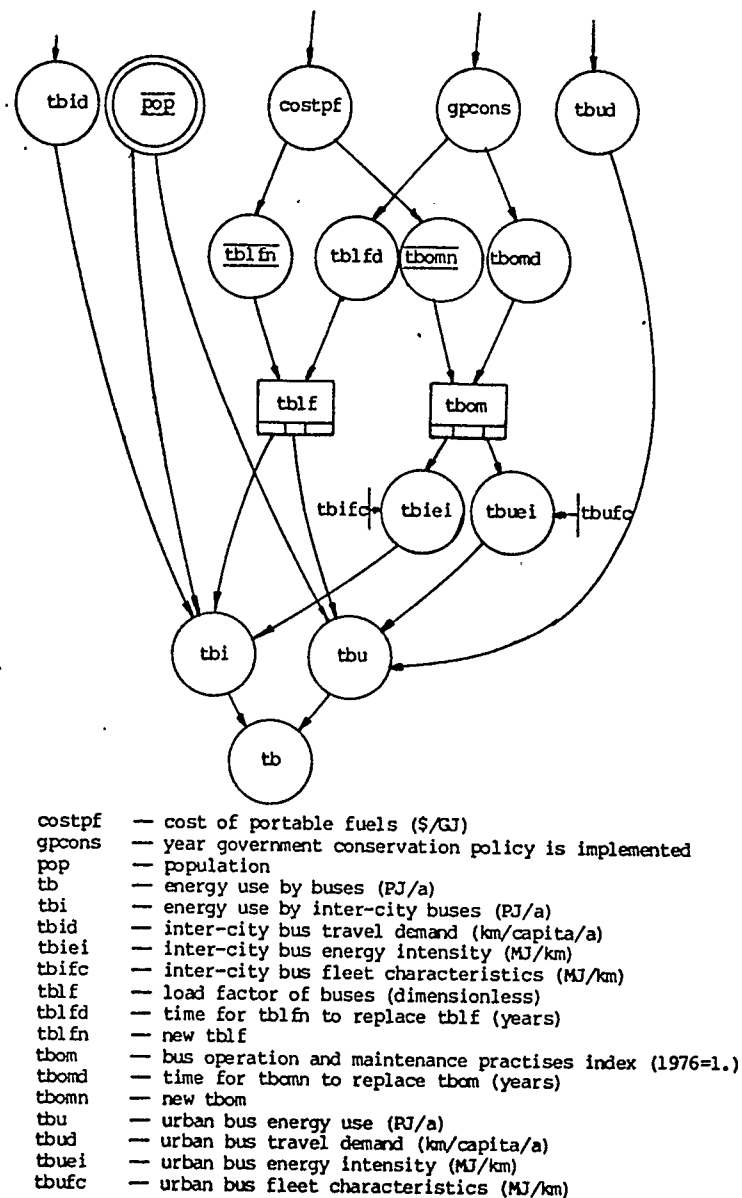 tbid
pop
costpf
gpcons
tbud
tblfn
tblfd
tbomn
tbomd
tblf
tbom
tbifc
tbiei
tbuei
tbufc
tbi
tbu
tb
costpf — cost of portable fuels ($/GJ)
gpcons — year government conservation policy is implemented
pop — population
tb — energy use by buses (PJ/a)
tbi — energy use by inter-city buses (PJ/a)
tbid — inter-city bus travel demand (km/capita/a)
tbiei — inter-city bus energy intensity (MJ/km)
tbifc — inter-city bus fleet characteristics (MJ/km)
tblf — load factor of buses (dimensionless)
tblfd — time for tblfn to replace tblf (years)
tblfn — new tblf
tbom — bus operation and maintenance practises index (1976=1.)
tbomd — time for tbomn to replace tbom (years)
tbomn — new tbom
tbu — urban bus energy use (PJ/a)
tbud — urban bus travel demand (km/capita/a)
tbuei — urban bus energy intensity (MJ/km)
tbufc — urban bus fleet characteristics (MJ/km)